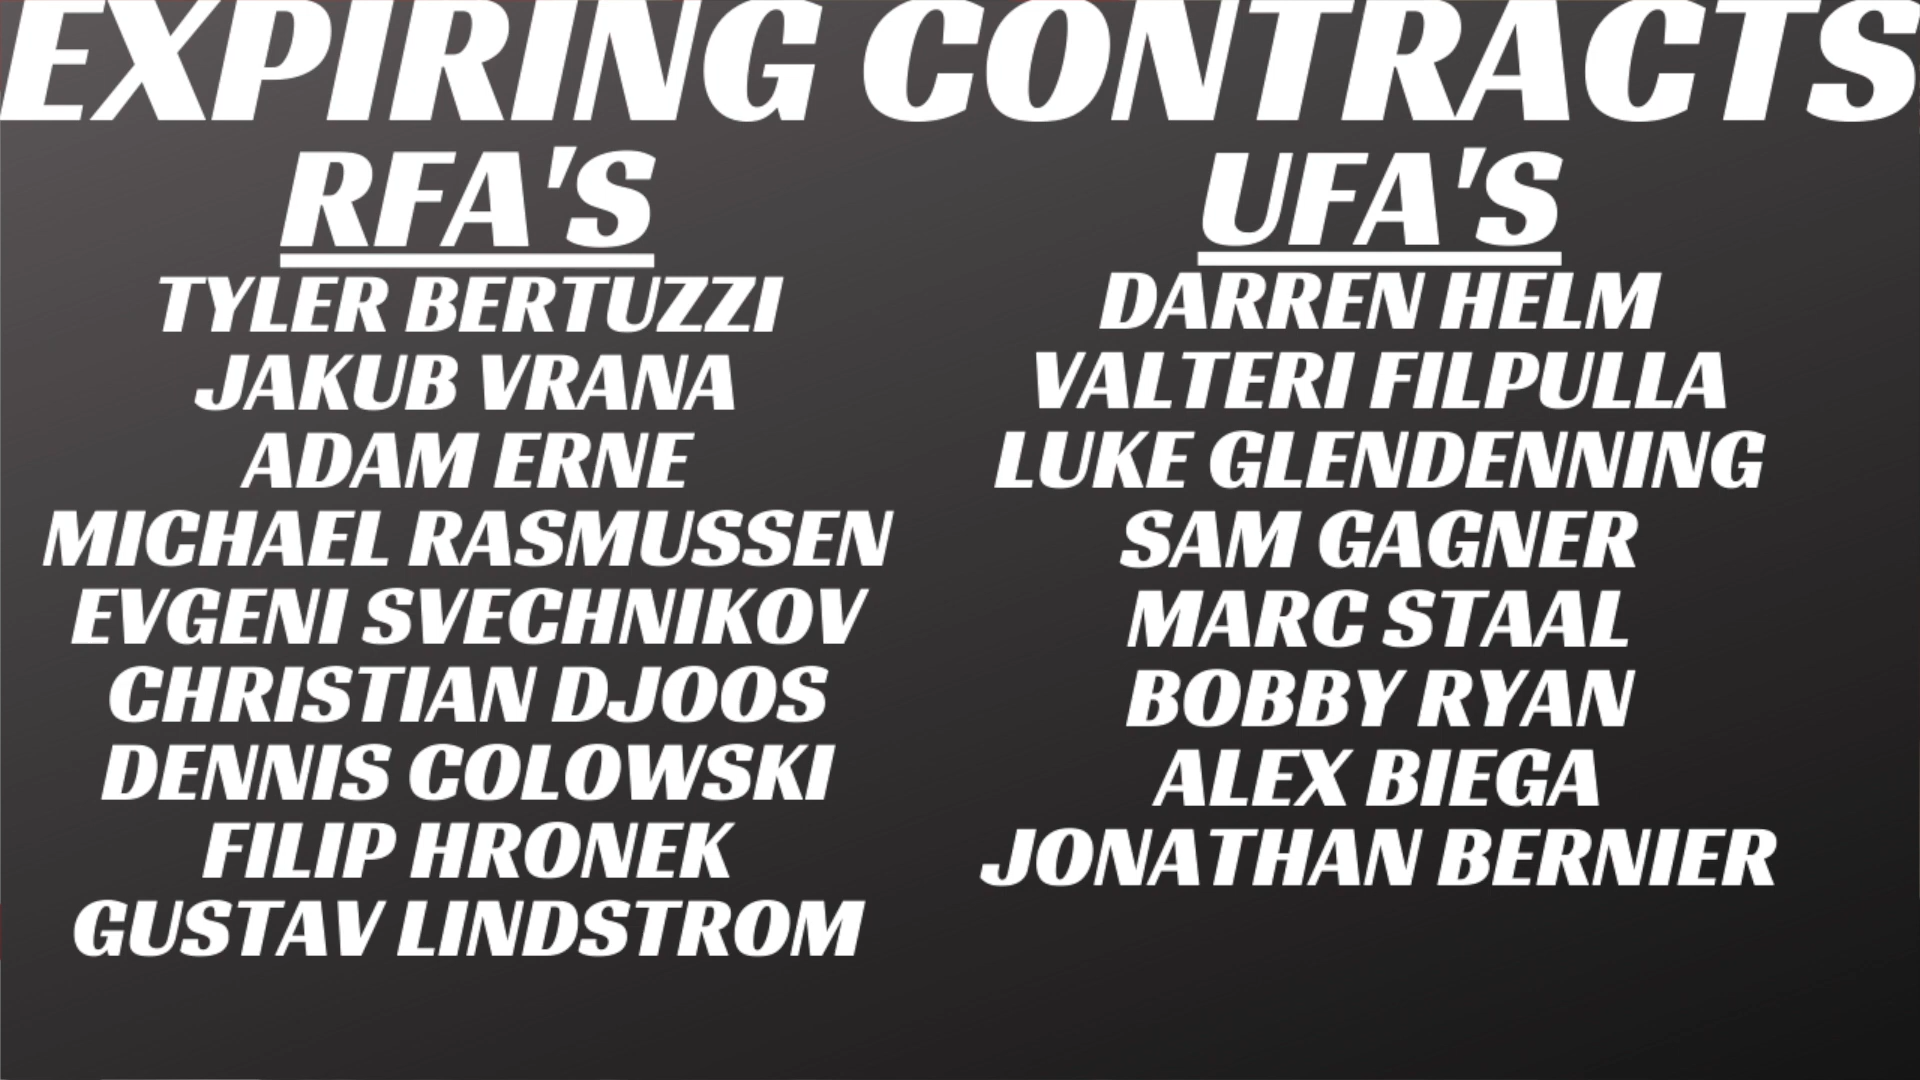 EXPIRING CONTRACTS
RFA'S
TYLER BERTUZZI
JAKUB VRANA
ADAM ERNE
MICHAEL RASMUSSEN
EVGENI SVECHNIKOV
CHRISTIAN DJOOS
DENNIS COLOWSKI
FILIP HRONEK
GUSTAV LINDSTROM
UFA'S
DARREN HELM
VALTERI FILPULLA
LUKE GLENDENNING
SAM GAGNER
MARC STAAL
BOBBY RYAN
ALEX BIEGA
JONATHAN BERNIER